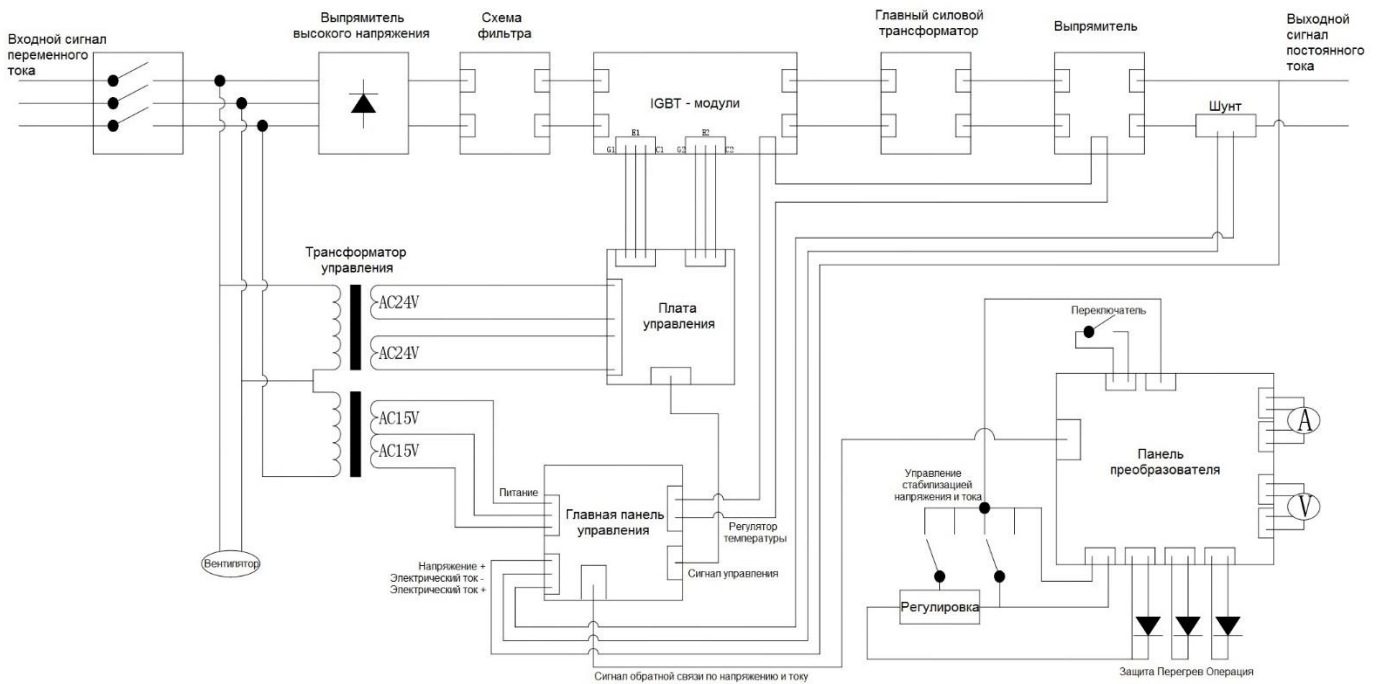 Входной сигнал
переменного
тока
Выпрямитель
высокого напряжения
Схема
фильтра
IGBT - модули
Главный силовой
трансформатор
Выпрямитель
Выходной
сигнал
постоянного
тока
Шунт
G1
E1
C1
G2
E2
C2
Трансформатор
управления
AC24V
AC24V
AC15V
AC15V
Плата
управления
Переключатель
Панель
преобразователя
A
V
Управление
стабилизацией
напряжения и тока
Питание
Главная панель
управления
Регулятор
температуры
Сигнал управления
Вентилятор
Напряжение +
Электрический ток -
Электрический ток +
Регулировка
Защита Перегрев Операция
Сигнал обратной связи по напряжению и току